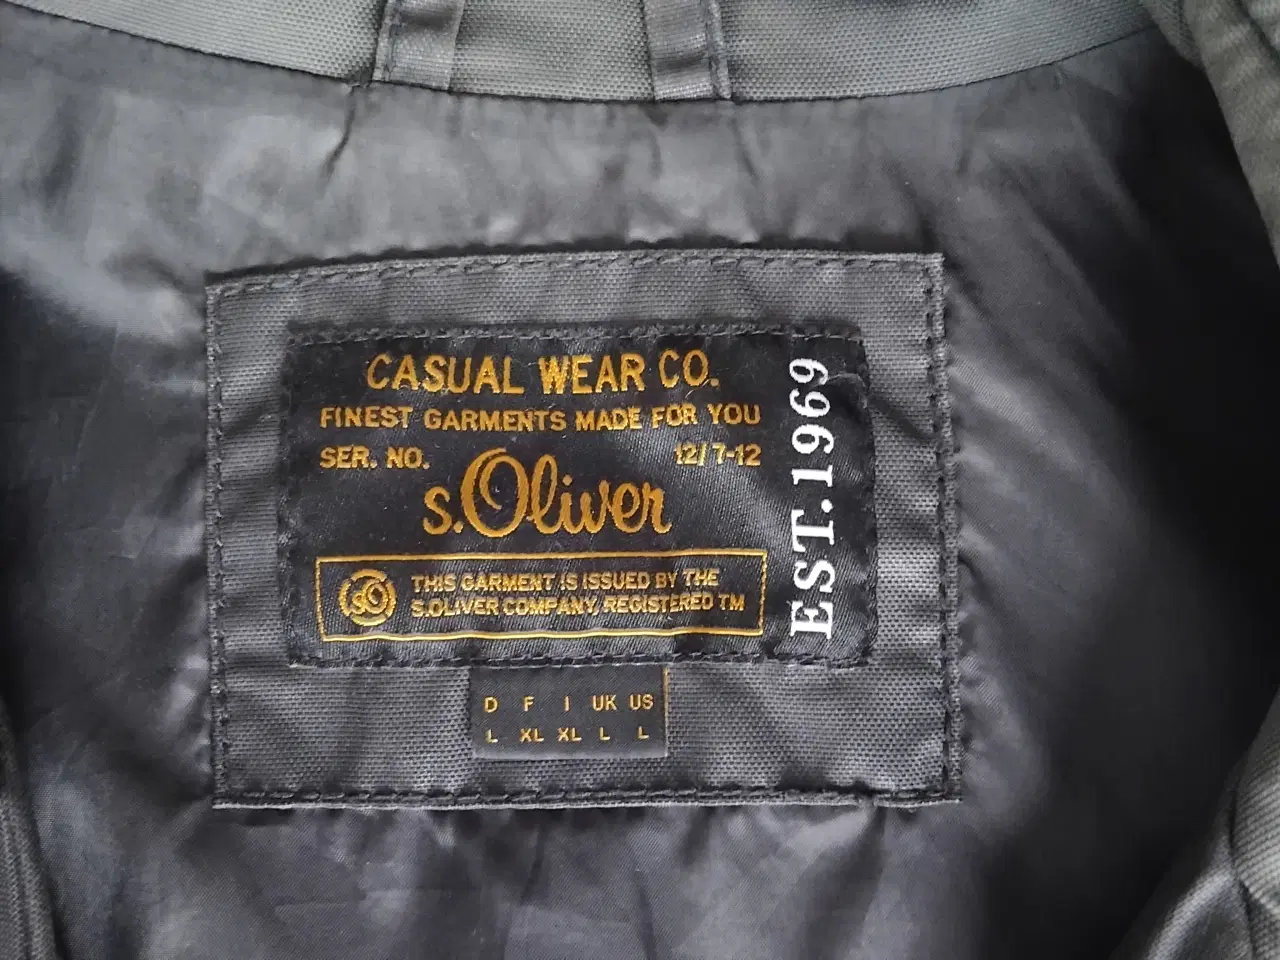 CASUAL WEAR CO.
FINEST GARMENTS MADE FOR YOU
SER. NO. 12/7-12
s.Oliver
sO THIS GARMENT IS ISSUED BY THE
S.OLIVER COMPANY, REGISTERED TM
EST. 1969
D F I UK US
L XL XL L L